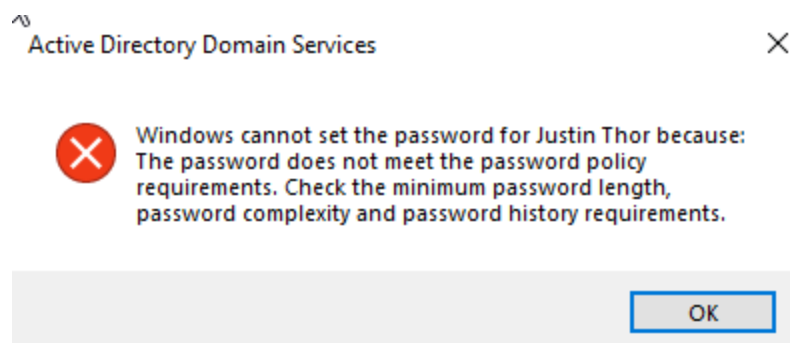 Active Directory Domain Services
Windows cannot set the password for Justin Thor because:
The password does not meet the password policy
requirements. Check the minimum password length,
password complexity and password history requirements.
OK